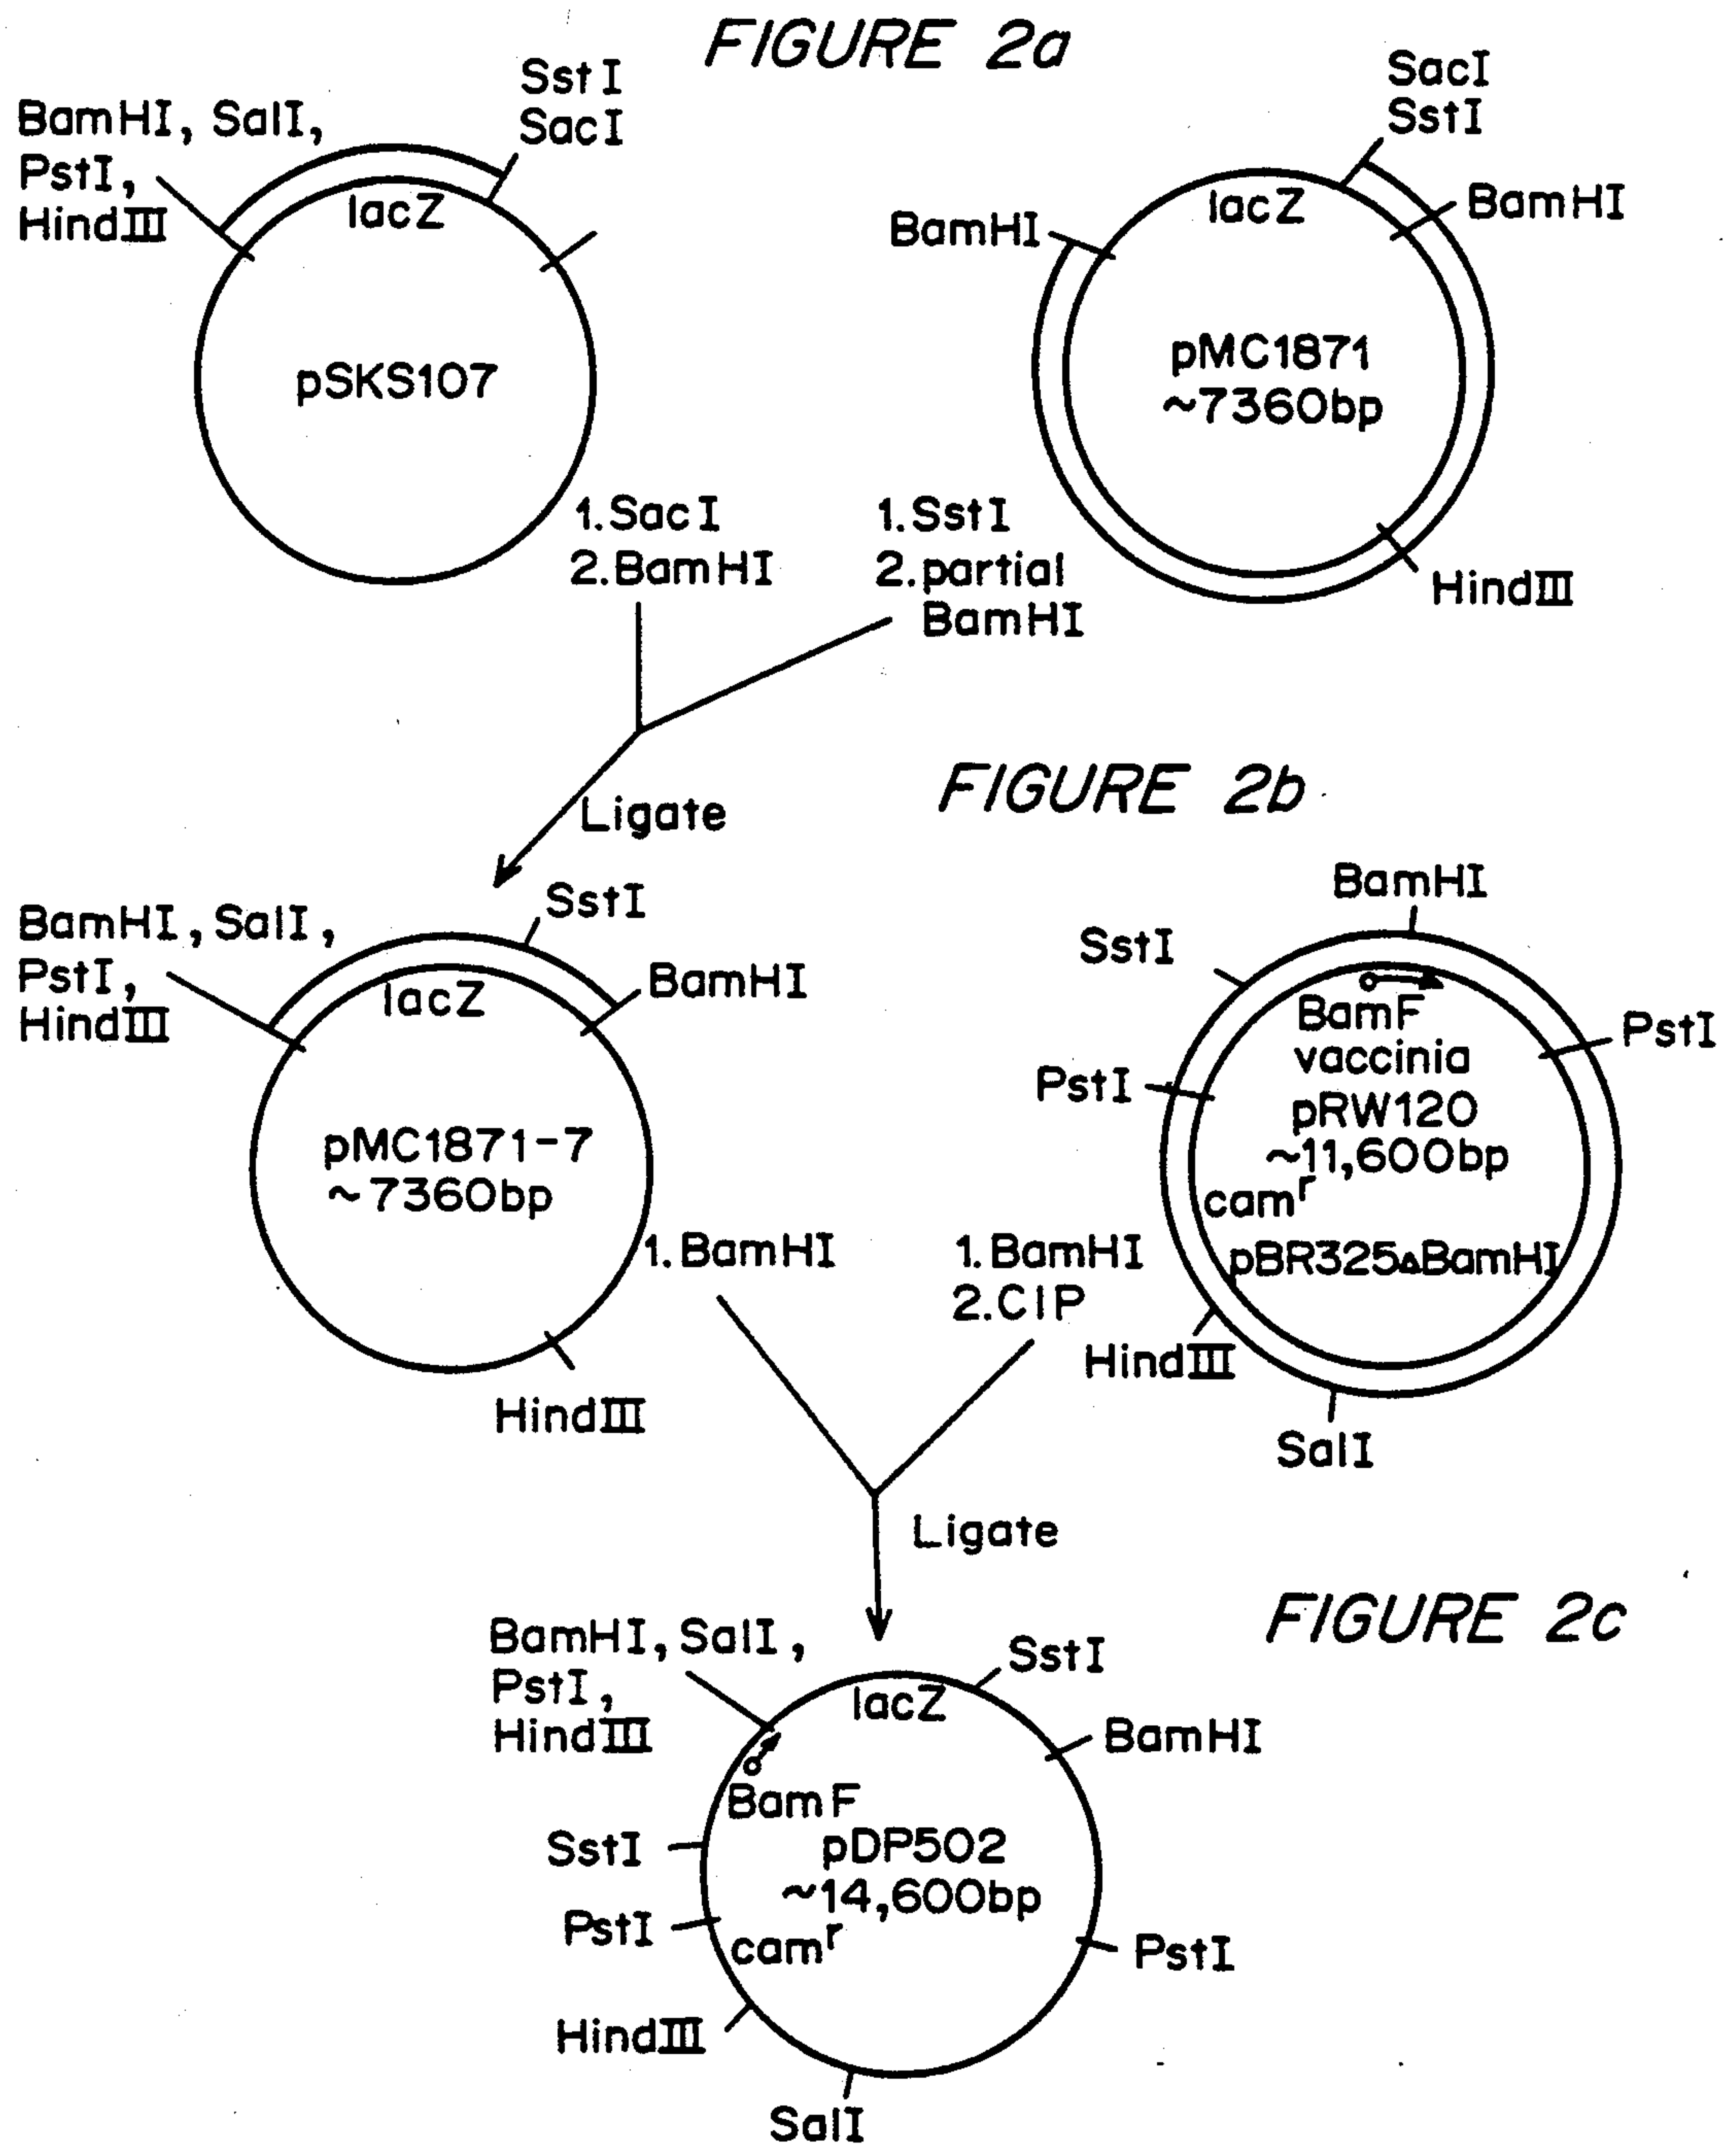 FIGURE 2a
BamHI, SalI,
PstI,
HindIII
SstI
SacI
lacZ
pSKS107
SacI
SstI
BamHI
lacZ
BamHI
pMC1871
~7360bp
HindIII
1.SacI
2.BamHI
1.SstI
2.partial
BamHI
Ligate
FIGURE 2b
BamHI, SalI,
PstI,
HindIII
SstI
BamHI
lacZ
pMC1871-7
~7360bp
HindIII
BamHI
SstI
PstI
PstI
BamF
vaccinia
pRW120
~11,600bp
camʳ
pBR325ΔBamHI
HindIII
SalI
1.BamHI
1.BamHI
2.CIP
Ligate
FIGURE 2c
BamHI, SalI,
PstI,
HindIII
SstI
lacZ
BamHI
BamF
SstI
pDP502
~14,600bp
PstI
camʳ
PstI
HindIII
SalI